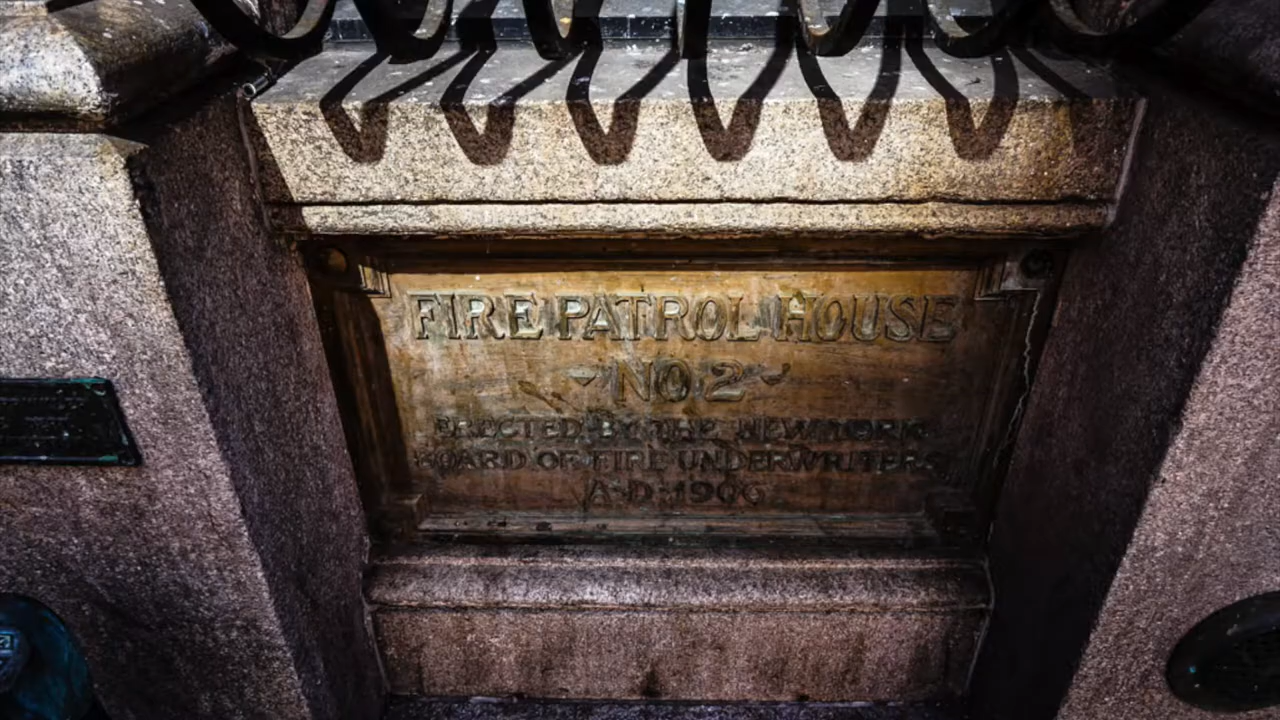 FIRE PATROL HOUSE
NO 2
ERECTED BY THE NEW YORK
BOARD OF FIRE UNDERWRITERS
A·D·1906